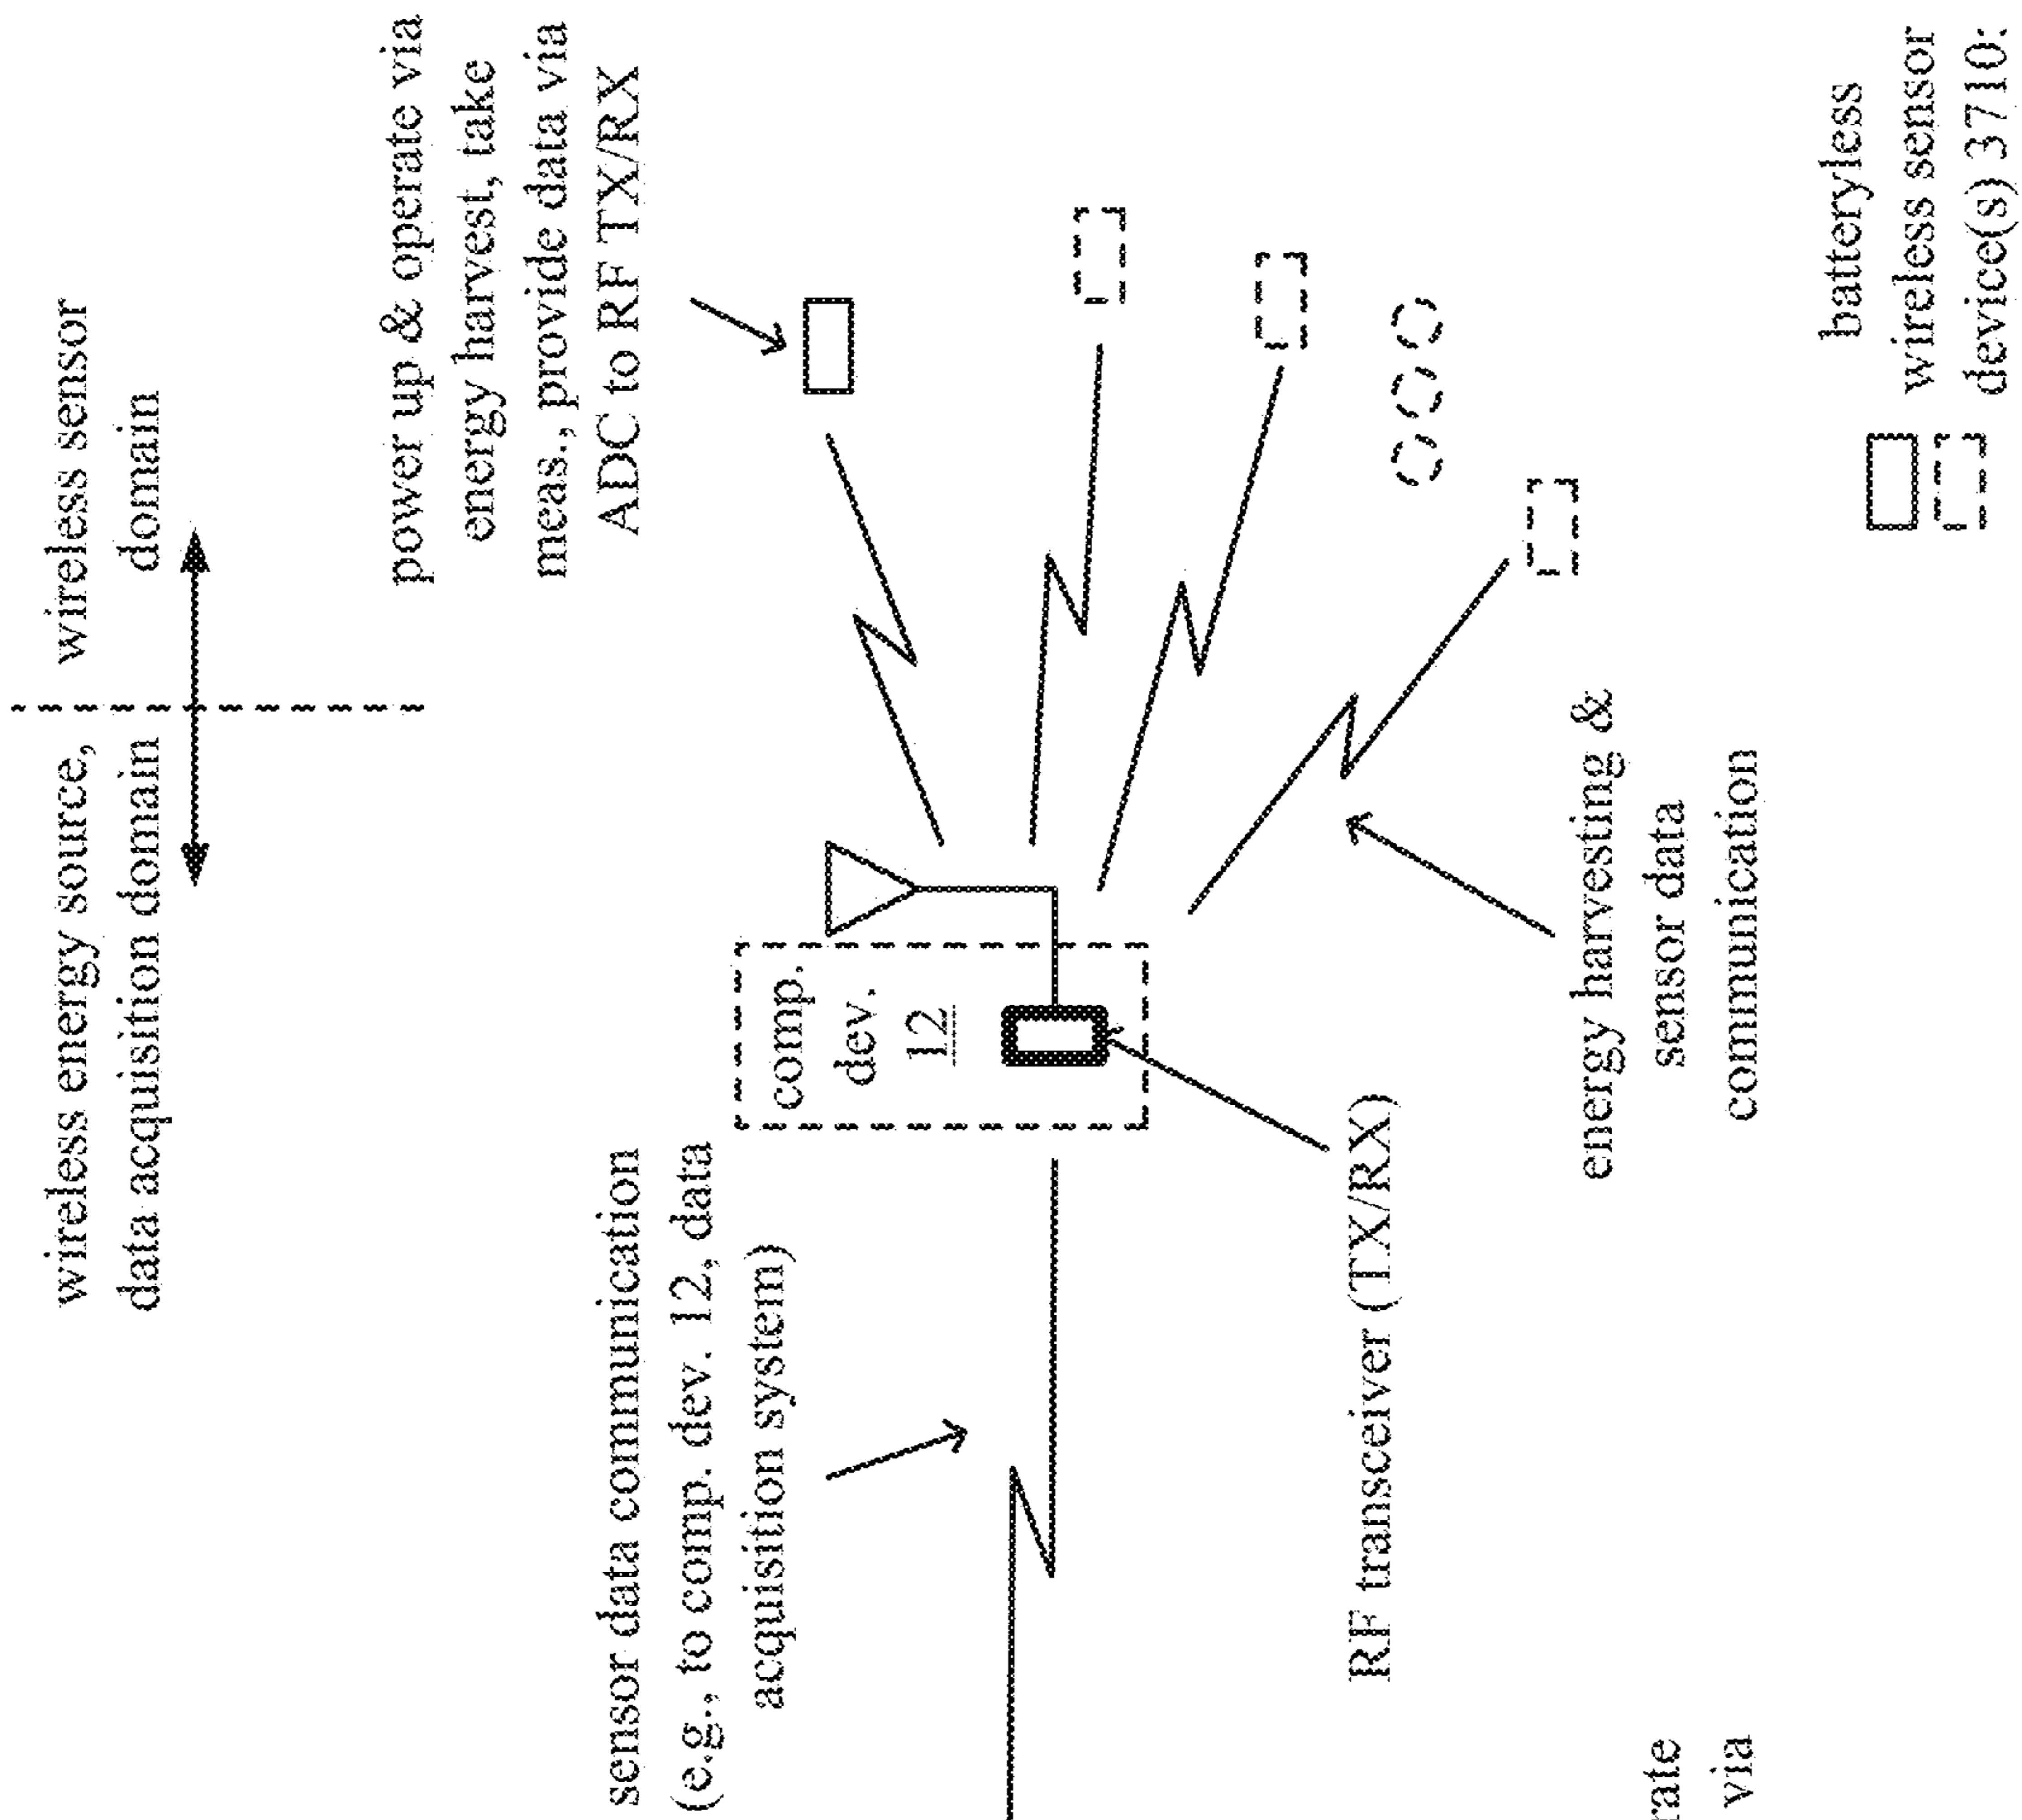 wireless energy source,
data acquisition domain
wireless sensor
domain
power up & operate via
energy harvest, take
meas., provide data via
ADC to RF TX/RX
sensor data communication
(e.g., to comp. dev. 12, data
acquisition system)
comp.
dev.
12
RF transceiver (TX/RX)
energy harvesting &
sensor data
communication
batteryless
wireless sensor
device(s) 3710:
rate
via